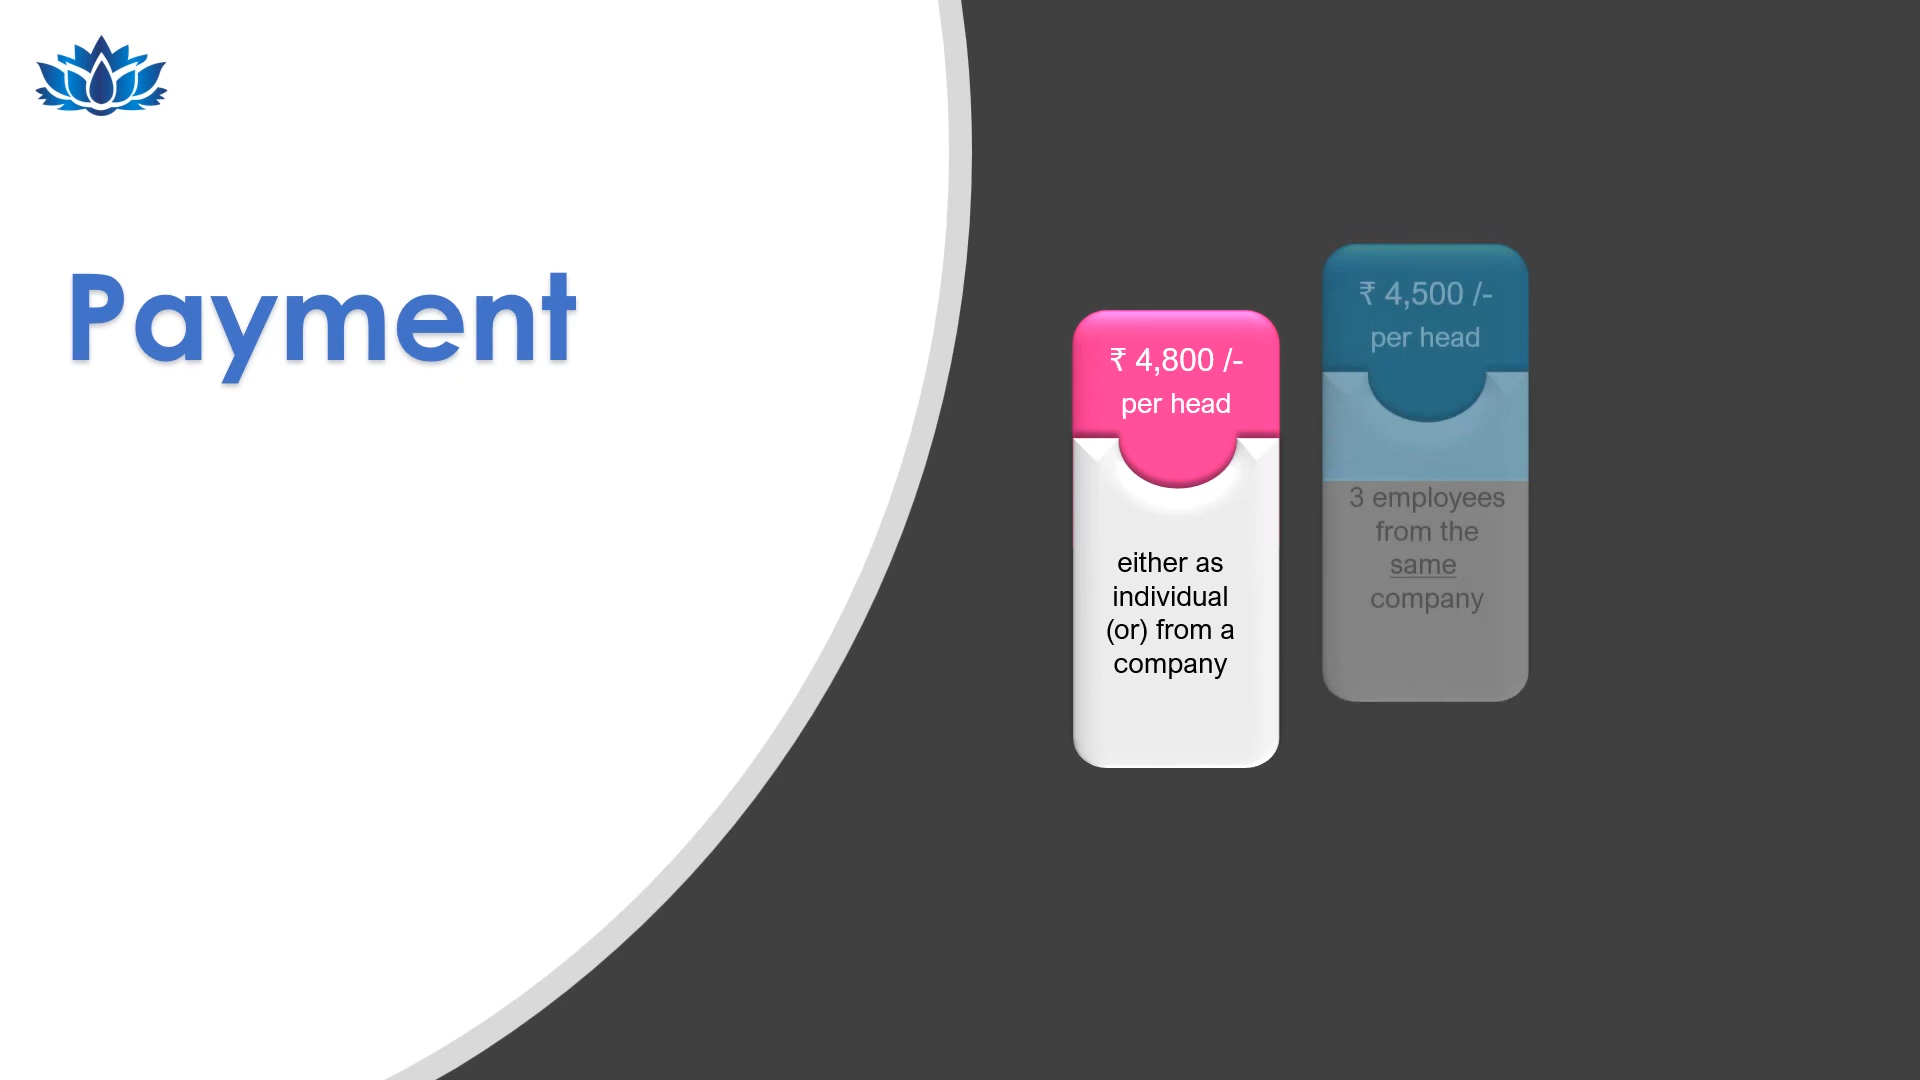 Payment
₹ 4,800 /-
per head
either as
individual
(or) from a
company
₹ 4,500 /-
per head
3 employees
from the
same
company